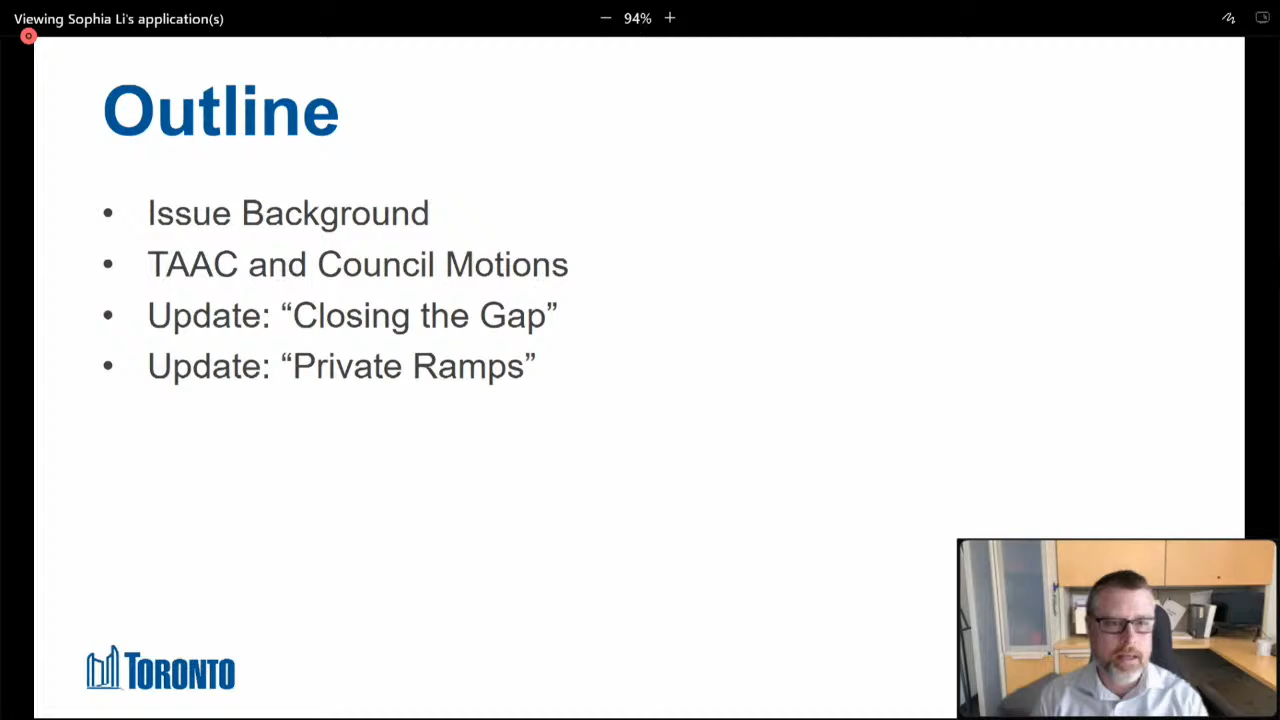 Viewing Sophia Li's application(s)
94%
Outline
• Issue Background
• TAAC and Council Motions
• Update: “Closing the Gap”
• Update: “Private Ramps”
TORONTO